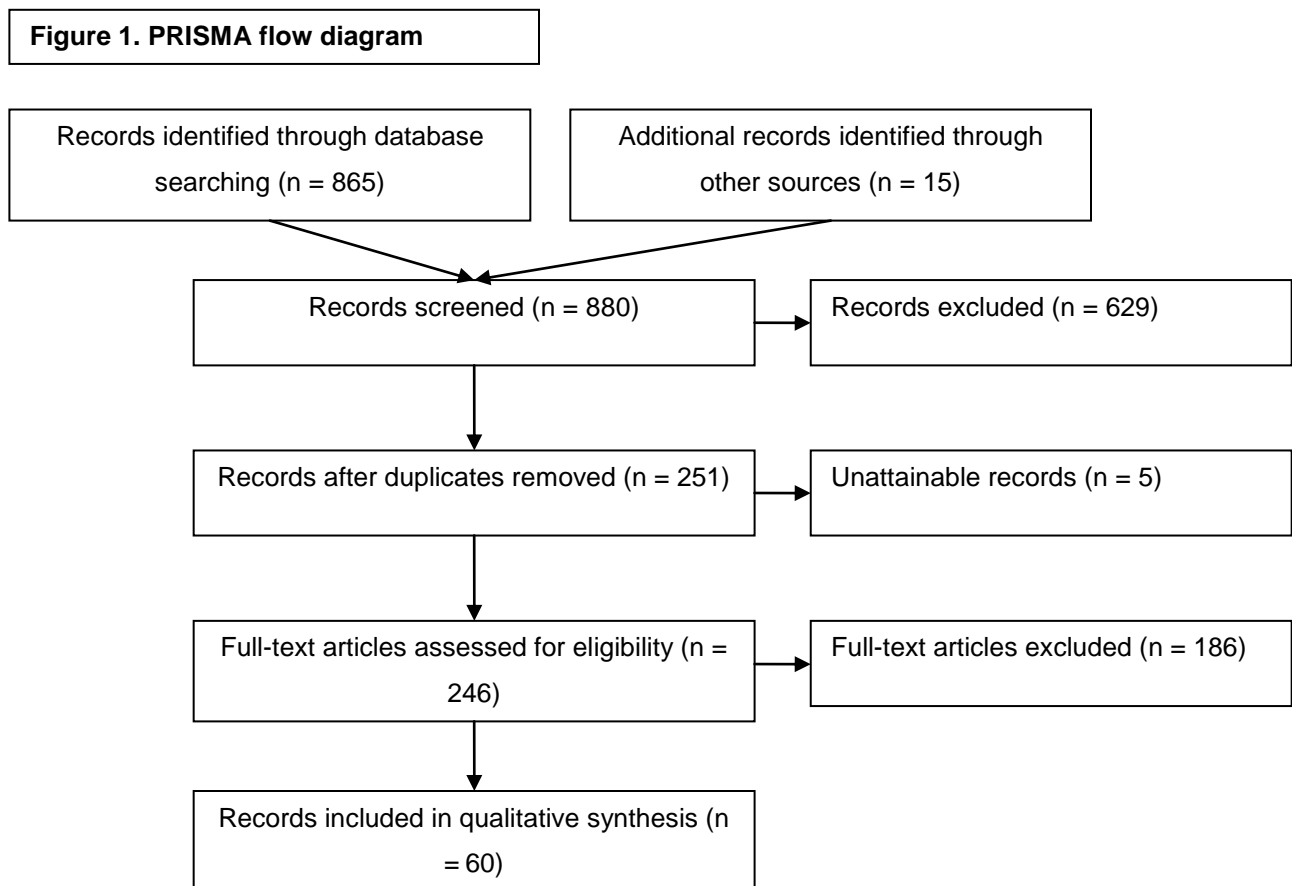 Figure 1. PRISMA flow diagram
Records identified through database
searching (n = 865)
Additional records identified through
other sources (n = 15)
Records screened (n = 880)
Records excluded (n = 629)
Records after duplicates removed (n = 251)
Unattainable records (n = 5)
Full-text articles assessed for eligibility (n =
246)
Full-text articles excluded (n = 186)
Records included in qualitative synthesis (n
= 60)